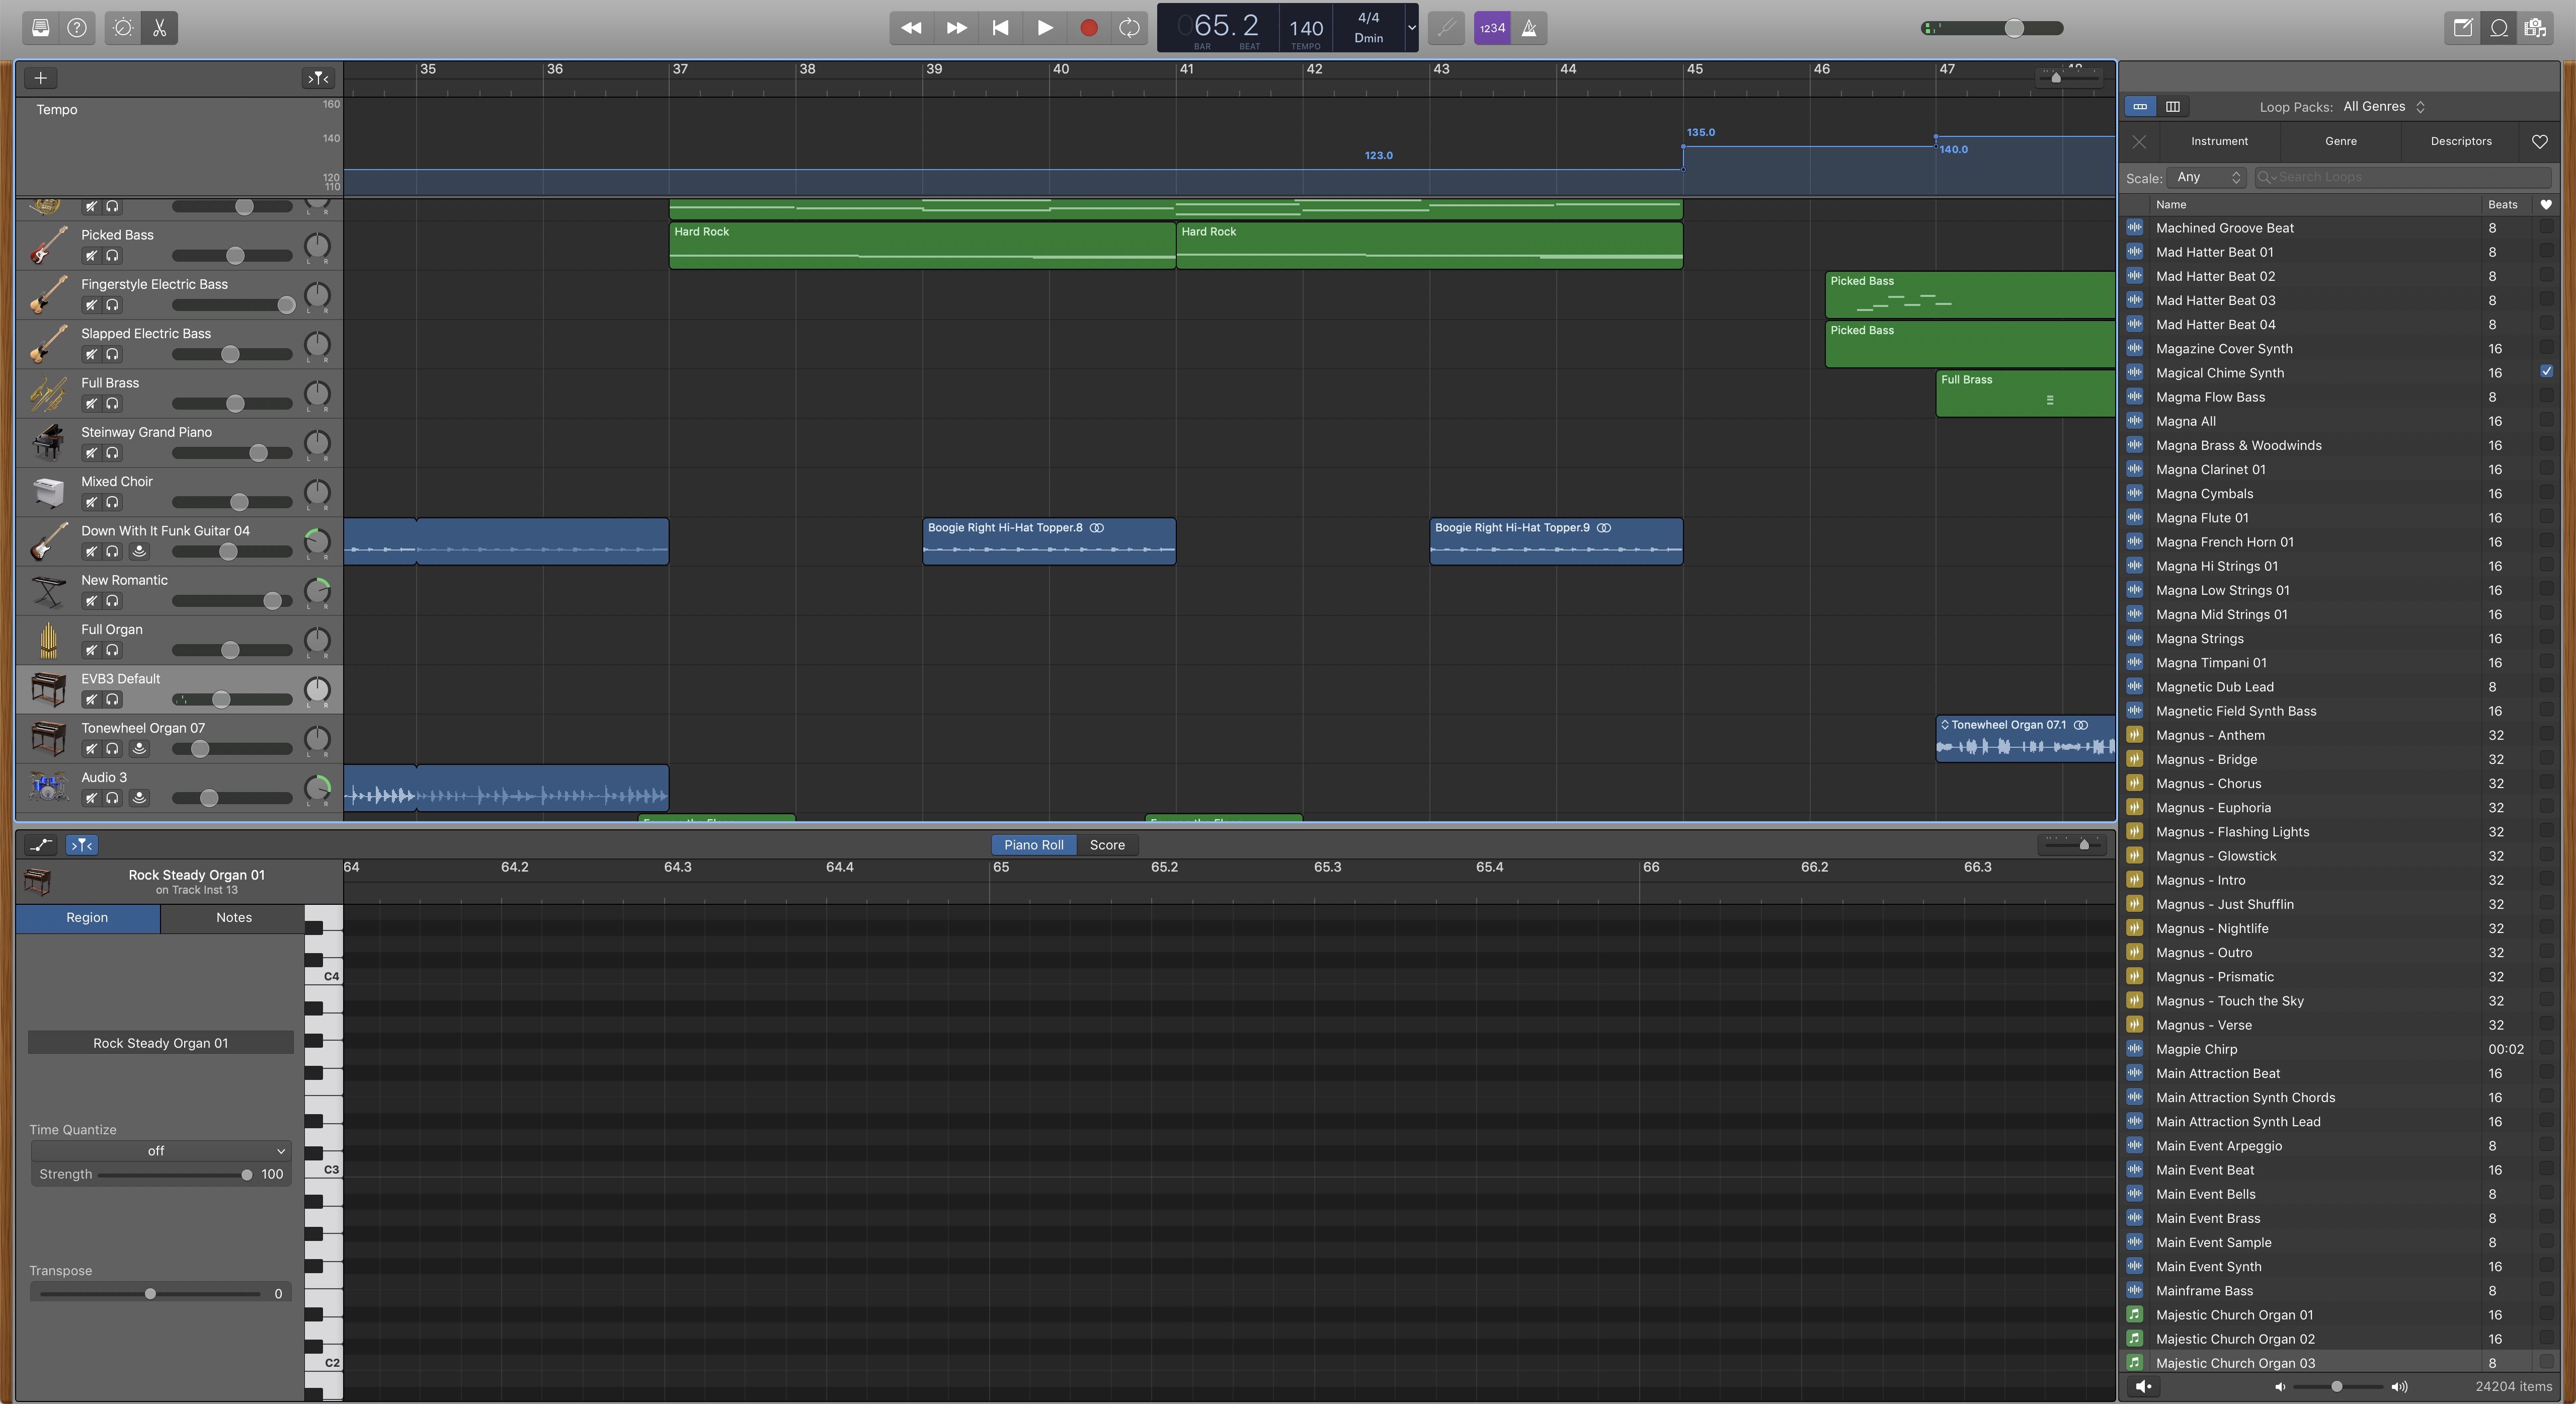 1234
065.2
BAR BEAT
140
TEMPO
4/4
Dmin
35 36 37 38 39 40 41 42 43 44 45 46 47
Tempo
160
140
120
110
123.0
135.0
140.0
Picked Bass
Hard Rock
Hard Rock
Fingerstyle Electric Bass
Picked Bass
Slapped Electric Bass
Picked Bass
Full Brass
Full Brass
Steinway Grand Piano
Mixed Choir
Down With It Funk Guitar 04
Boogie Right Hi-Hat Topper.8
Boogie Right Hi-Hat Topper.9
New Romantic
Full Organ
EVB3 Default
Tonewheel Organ 07
Tonewheel Organ 07.1
Audio 3
Piano Roll Score
64 64.2 64.3 64.4 65 65.2 65.3 65.4 66 66.2 66.3
Rock Steady Organ 01
on Track Inst 13
Region Notes
C4
Rock Steady Organ 01
Time Quantize
off
C3
Strength 100
Transpose
0
C2
Loop Packs: All Genres
Instrument Genre Descriptors
Scale: Any Search Loops
Name Beats
Machined Groove Beat 8
Mad Hatter Beat 01 8
Mad Hatter Beat 02 8
Mad Hatter Beat 03 8
Mad Hatter Beat 04 8
Magazine Cover Synth 16
Magical Chime Synth 16
Magma Flow Bass 8
Magna All 16
Magna Brass & Woodwinds 16
Magna Clarinet 01 16
Magna Cymbals 16
Magna Flute 01 16
Magna French Horn 01 16
Magna Hi Strings 01 16
Magna Low Strings 01 16
Magna Mid Strings 01 16
Magna Strings 16
Magna Timpani 01 16
Magnetic Dub Lead 8
Magnetic Field Synth Bass 16
Magnus - Anthem 32
Magnus - Bridge 32
Magnus - Chorus 32
Magnus - Euphoria 32
Magnus - Flashing Lights 32
Magnus - Glowstick 32
Magnus - Intro 32
Magnus - Just Shufflin 32
Magnus - Nightlife 32
Magnus - Outro 32
Magnus - Prismatic 32
Magnus - Touch the Sky 32
Magnus - Verse 32
Magpie Chirp 00:02
Main Attraction Beat 16
Main Attraction Synth Chords 16
Main Attraction Synth Lead 16
Main Event Arpeggio 8
Main Event Beat 16
Main Event Bells 8
Main Event Brass 8
Main Event Sample 8
Main Event Synth 16
Mainframe Bass 8
Majestic Church Organ 01 16
Majestic Church Organ 02 16
Majestic Church Organ 03 8
24204 items